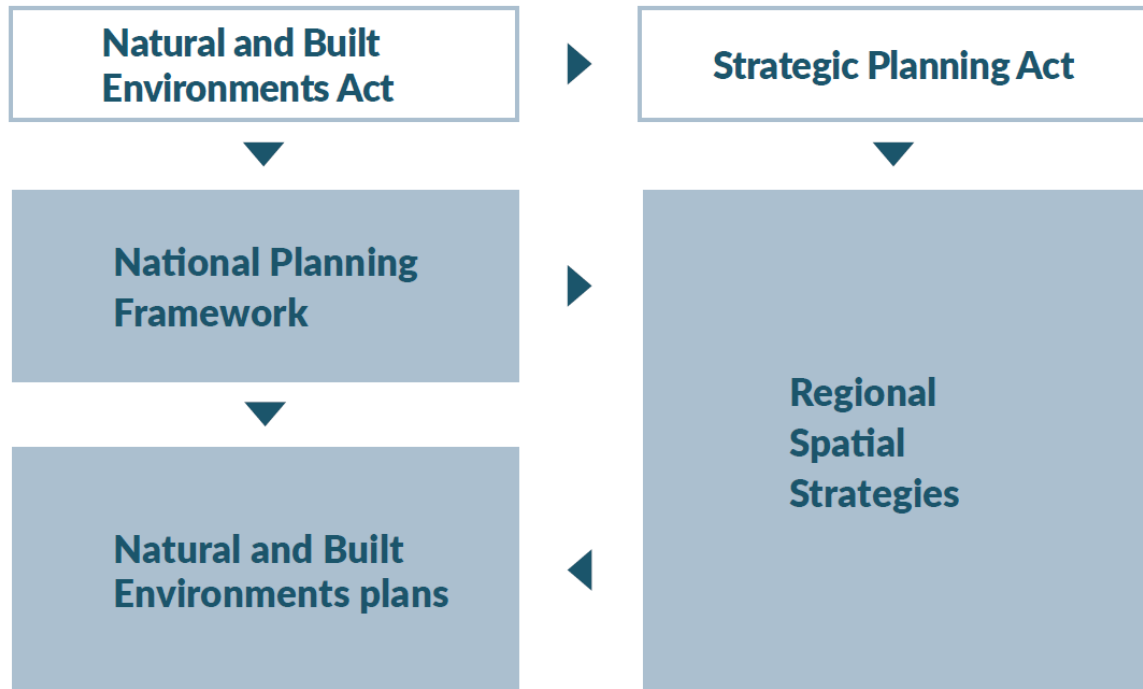 Natural and Built
Environments Act
Strategic Planning Act
National Planning
Framework
Regional
Spatial
Strategies
Natural and Built
Environments plans